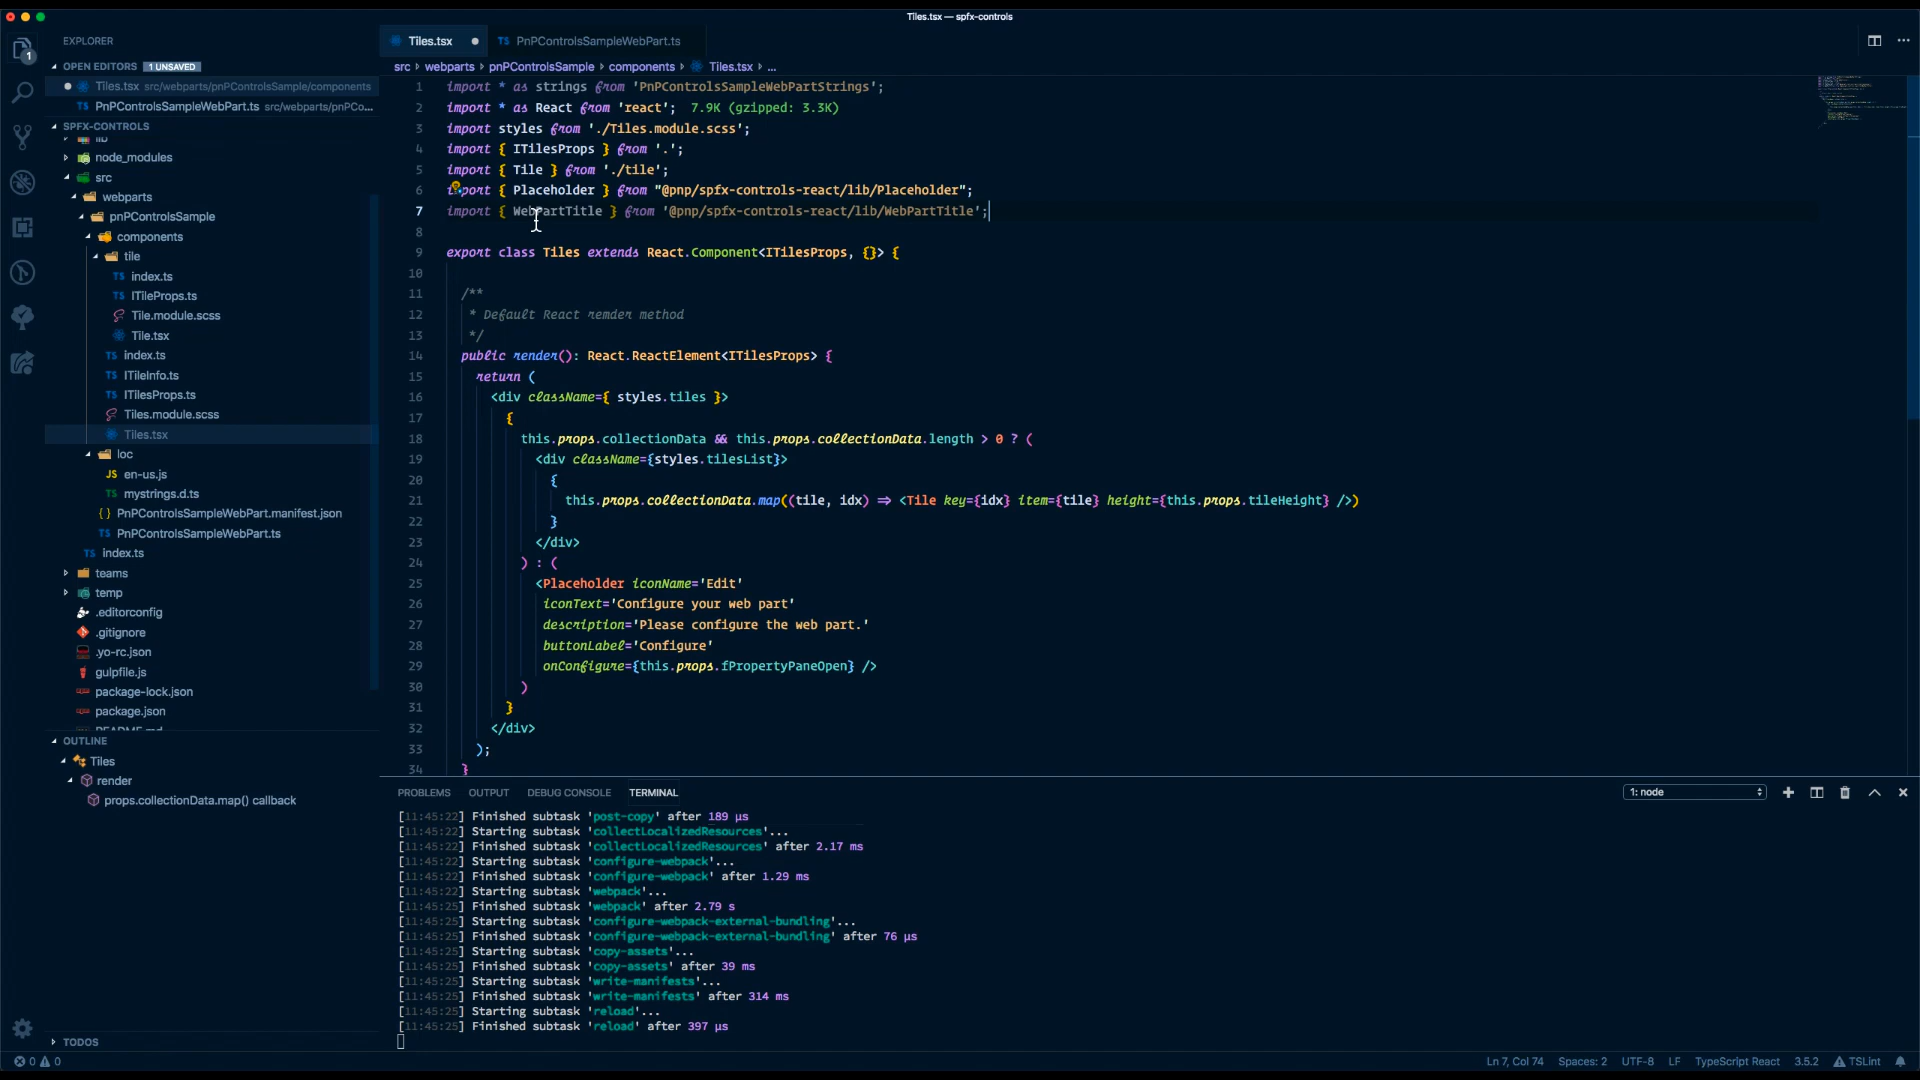 Tiles.tsx — spfx-controls
EXPLORER
OPEN EDITORS 1 UNSAVED
Tiles.tsx src/webparts/pnPControlsSample/components
TS PnPControlsSampleWebPart.ts src/webparts/pnPCo...
SPFX-CONTROLS
lib
node_modules
src
webparts
pnPControlsSample
components
tile
TS index.ts
TS ITileProps.ts
Tile.module.scss
Tile.tsx
TS index.ts
TS ITileInfo.ts
TS ITilesProps.ts
Tiles.module.scss
Tiles.tsx
loc
JS en-us.js
TS mystrings.d.ts
{} PnPControlsSampleWebPart.manifest.json
TS PnPControlsSampleWebPart.ts
TS index.ts
teams
temp
.editorconfig
.gitignore
.yo-rc.json
gulpfile.js
package-lock.json
package.json
README.md
OUTLINE
Tiles
render
props.collectionData.map() callback
TODOS
1
Tiles.tsx
TS PnPControlsSampleWebPart.ts
src › webparts › pnPControlsSample › components › Tiles.tsx › ...
1 import * as strings from 'PnPControlsSampleWebPartStrings';
2 import * as React from 'react'; 7.9K (gzipped: 3.3K)
3 import styles from './Tiles.module.scss';
4 import { ITilesProps } from '.';
5 import { Tile } from './tile';
6 import { Placeholder } from "@pnp/spfx-controls-react/lib/Placeholder";
7 import { WebPartTitle } from '@pnp/spfx-controls-react/lib/WebPartTitle';
8
9 export class Tiles extends React.Component<ITilesProps, {}> {
10
11 /**
12 * Default React render method
13 */
14 public render(): React.ReactElement<ITilesProps> {
15 return (
16 <div className={ styles.tiles }>
17 {
18 this.props.collectionData && this.props.collectionData.length > 0 ? (
19 <div className={styles.tilesList}>
20 {
21 this.props.collectionData.map((tile, idx) => <Tile key={idx} item={tile} height={this.props.tileHeight} />)
22 }
23 </div>
24 ) : (
25 <Placeholder iconName='Edit'
26 iconText='Configure your web part'
27 description='Please configure the web part.'
28 buttonLabel='Configure'
29 onConfigure={this.props.fPropertyPaneOpen} />
30 )
31 }
32 </div>
33 );
34 }
PROBLEMS OUTPUT DEBUG CONSOLE TERMINAL 1: node
[11:45:22] Finished subtask 'post-copy' after 189 μs
[11:45:22] Starting subtask 'collectLocalizedResources'...
[11:45:22] Finished subtask 'collectLocalizedResources' after 2.17 ms
[11:45:22] Starting subtask 'configure-webpack'...
[11:45:22] Finished subtask 'configure-webpack' after 1.29 ms
[11:45:22] Starting subtask 'webpack'...
[11:45:25] Finished subtask 'webpack' after 2.79 s
[11:45:25] Starting subtask 'configure-webpack-external-bundling'...
[11:45:25] Finished subtask 'configure-webpack-external-bundling' after 76 μs
[11:45:25] Starting subtask 'copy-assets'...
[11:45:25] Finished subtask 'copy-assets' after 39 ms
[11:45:25] Starting subtask 'write-manifests'...
[11:45:25] Finished subtask 'write-manifests' after 314 ms
[11:45:25] Starting subtask 'reload'...
[11:45:25] Finished subtask 'reload' after 397 μs
0 0 Ln 7, Col 74 Spaces: 2 UTF-8 LF TypeScript React 3.5.2 TSLint